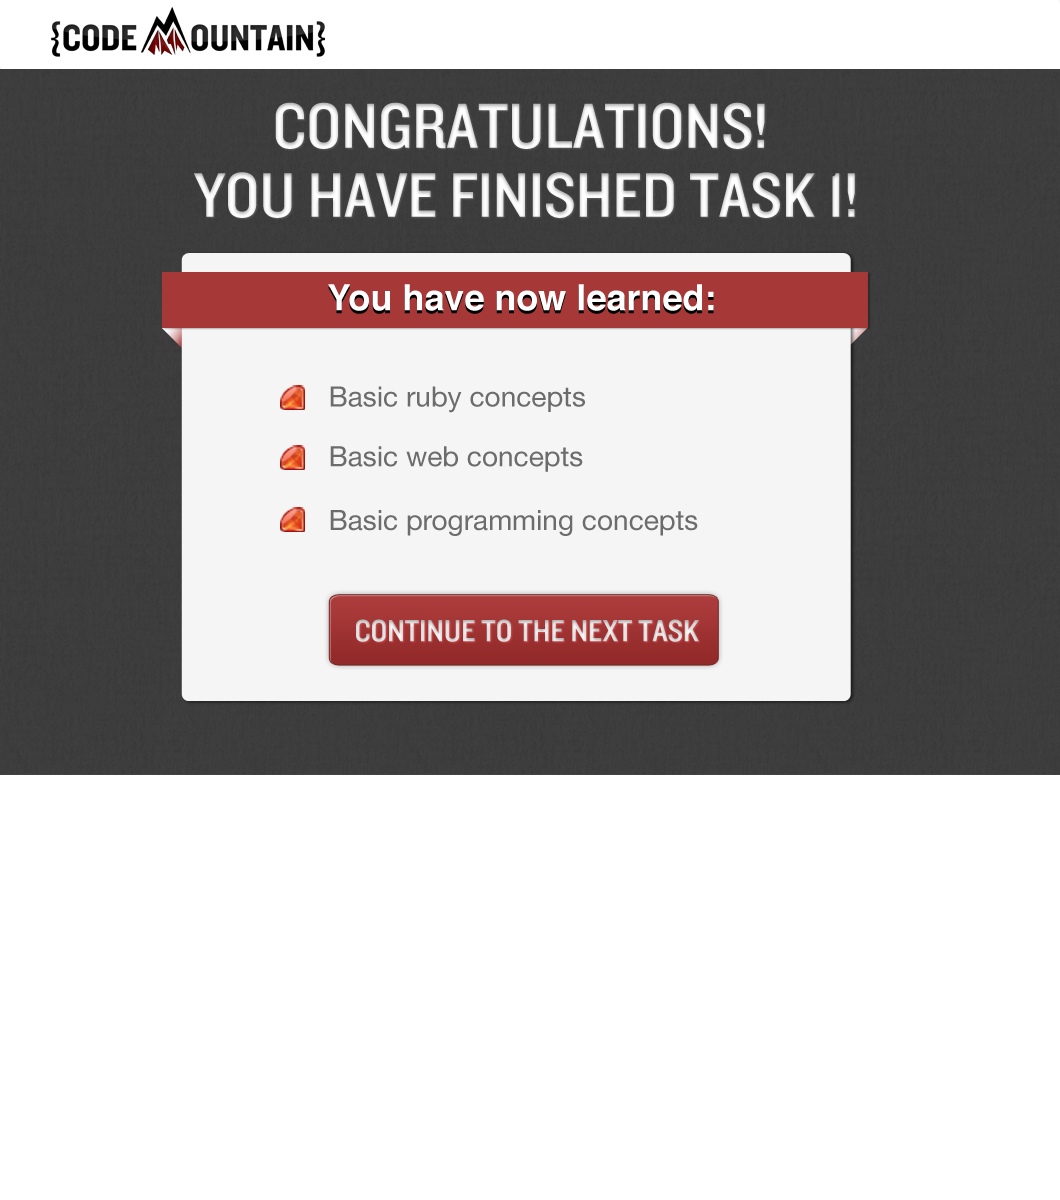 {CODE MOUNTAIN}
CONGRATULATIONS!
YOU HAVE FINISHED TASK 1!
You have now learned:
Basic ruby concepts
Basic web concepts
Basic programming concepts
CONTINUE TO THE NEXT TASK